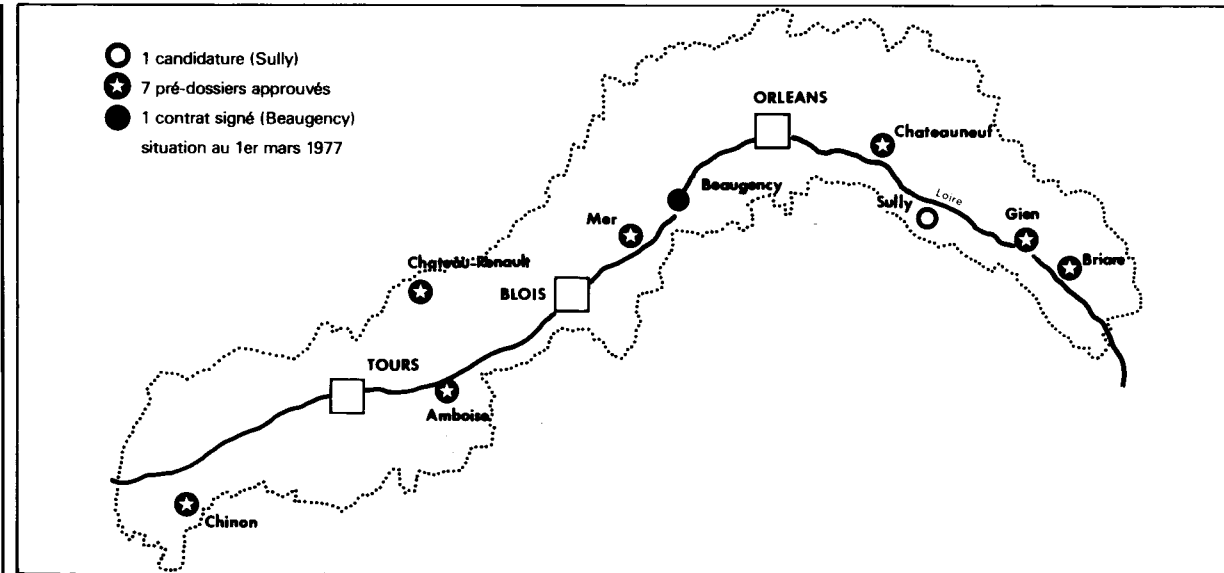 1 candidature (Sully)
7 pré-dossiers approuvés
1 contrat signé (Beaugency)
situation au 1er mars 1977
ORLEANS
Chateauneuf
Beaugency
Loire
Sully
Mer
Gien
Briare
Chateau-Renault
BLOIS
TOURS
Amboise
Chinon